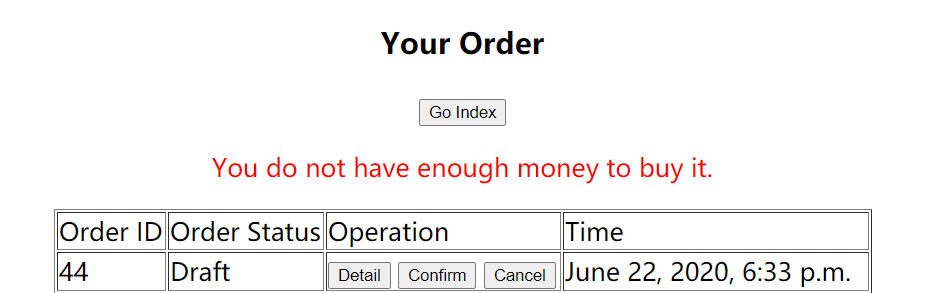 Your Order
Go Index
You do not have enough money to buy it.
Order ID Order Status Operation Time
44 Draft Detail Confirm Cancel June 22, 2020, 6:33 p.m.